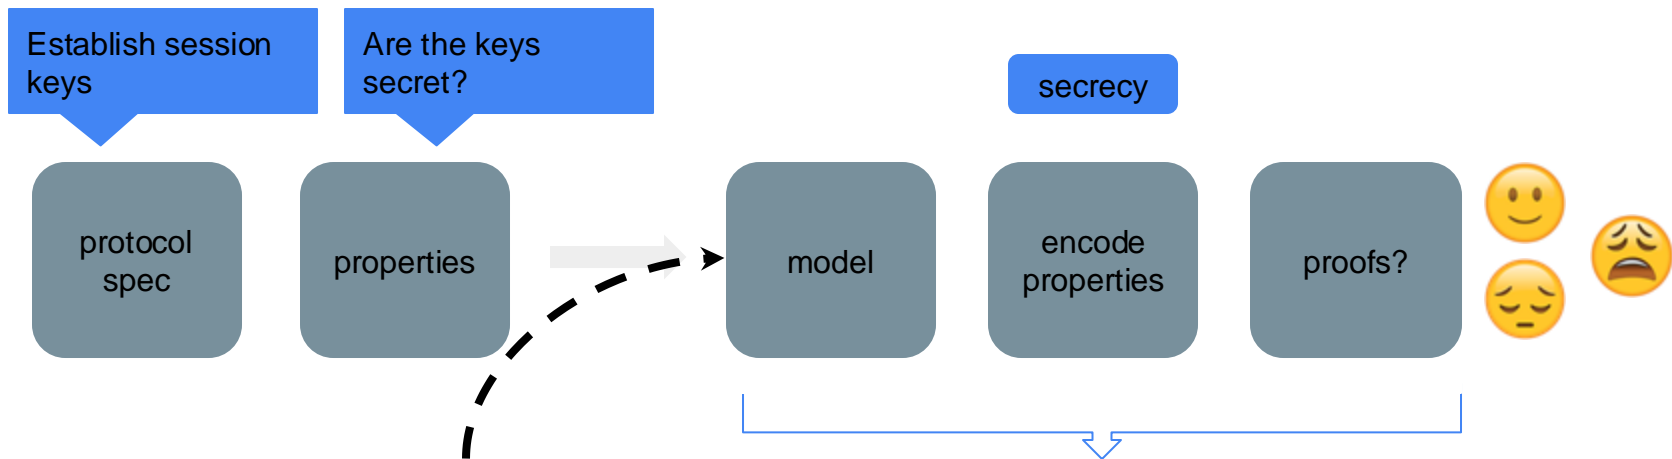 Establish session
keys
Are the keys
secret?
secrecy
protocol
spec
properties
model
encode
properties
proofs?